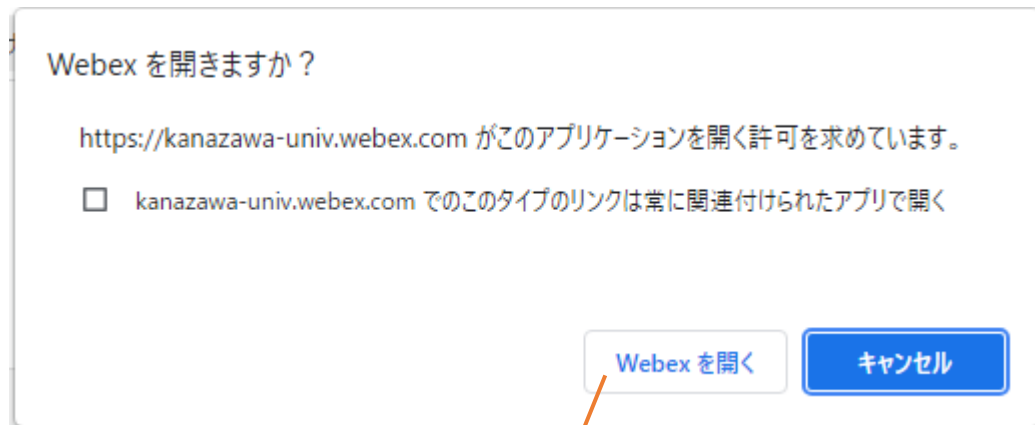 Webex を開きますか？
https://kanazawa-univ.webex.com がこのアプリケーションを開く許可を求めています。
kanazawa-univ.webex.com でのこのタイプのリンクは常に関連付けられたアプリで開く
Webex を開く
キャンセル